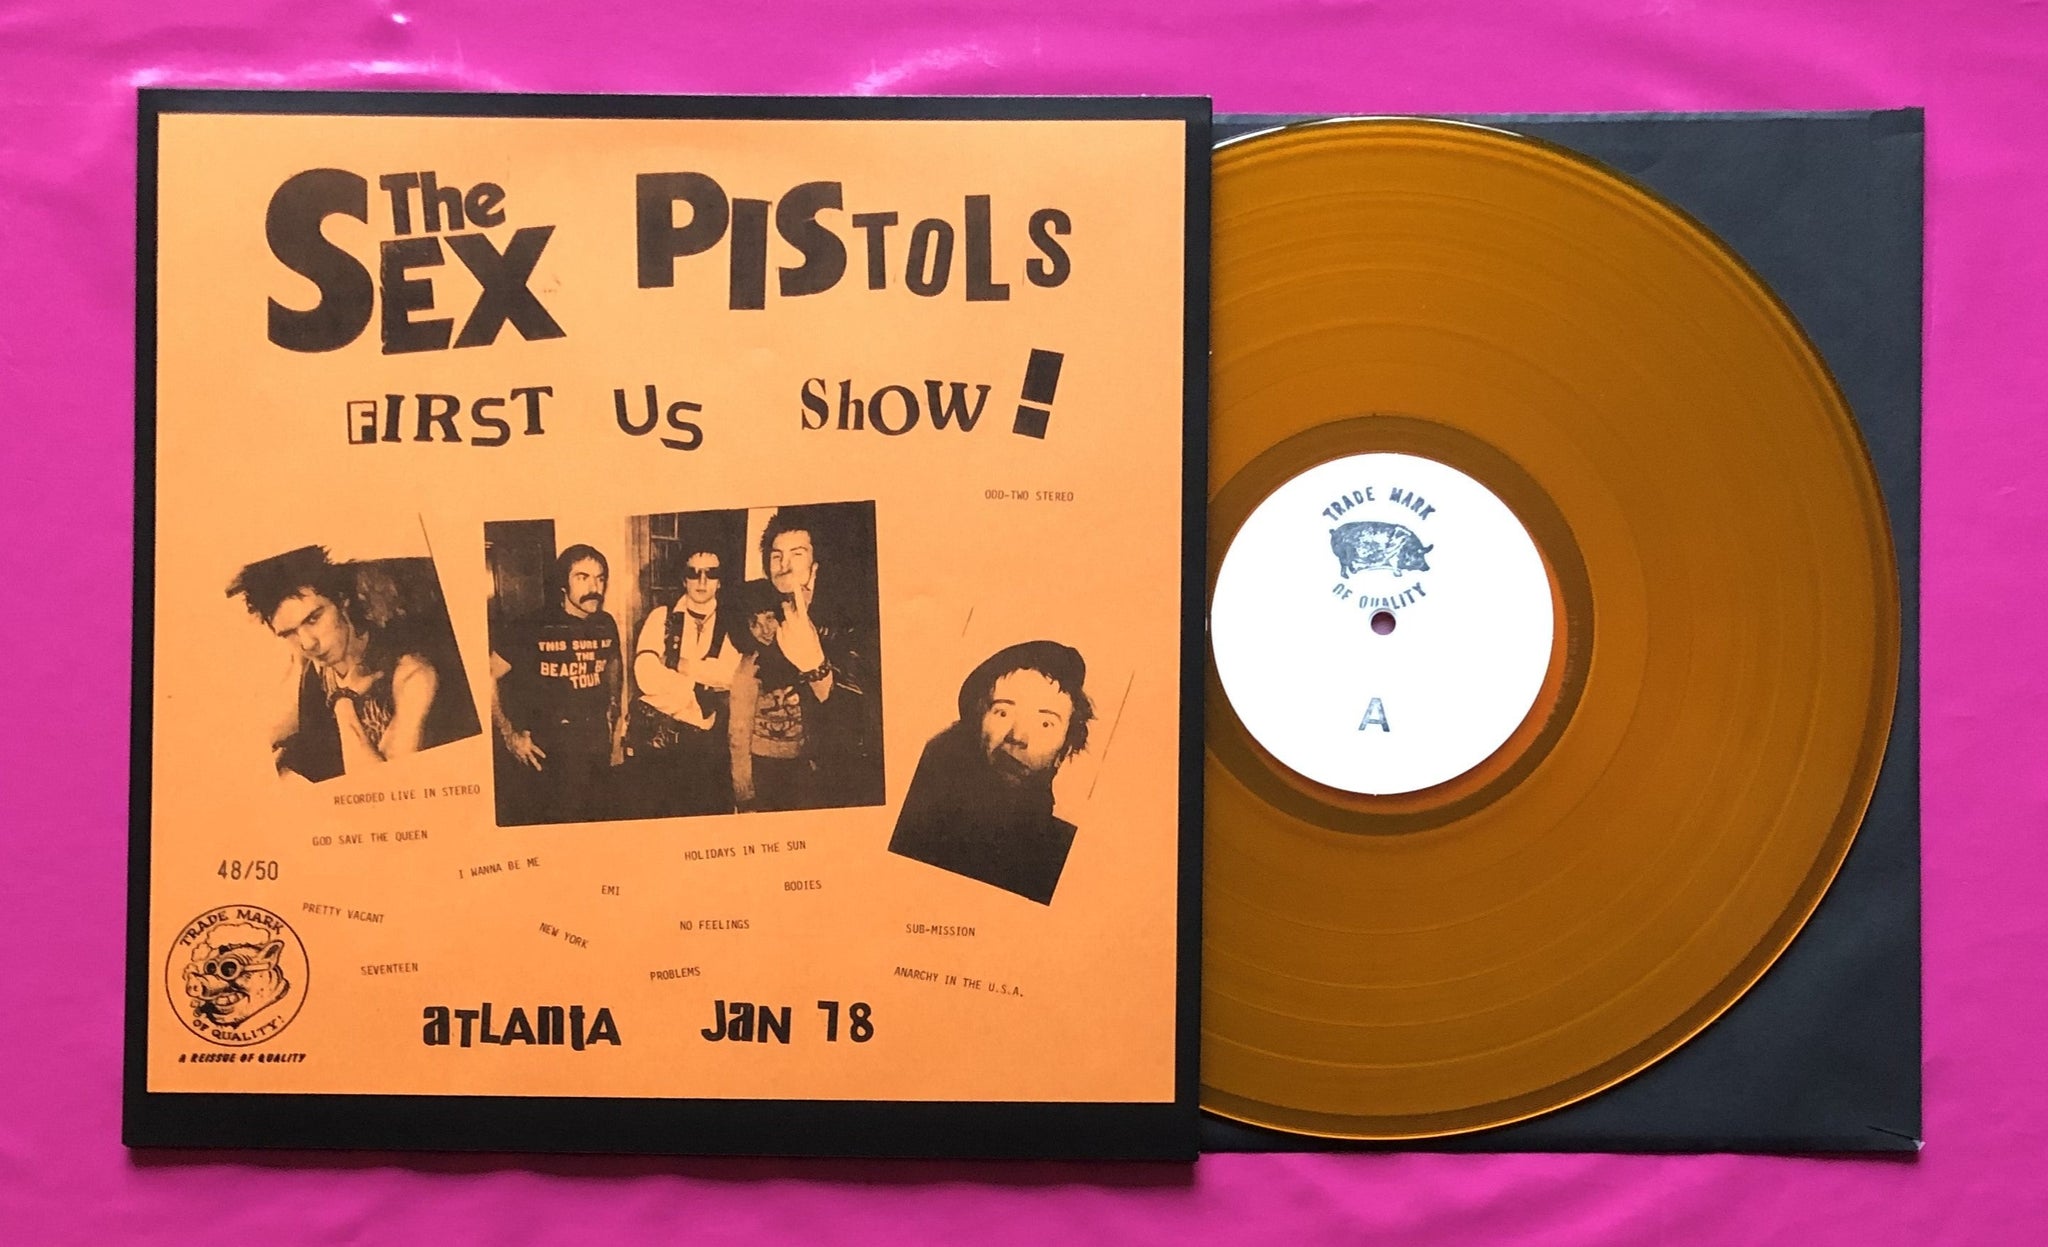 The
SEX PISTOLS
FIRST US SHOW!
ODD-TWO STEREO
THIS SURE
THE
BEACH
TOUR
RECORDED LIVE IN STEREO
GOD SAVE THE QUEEN
I WANNA BE ME
HOLIDAYS IN THE SUN
48/50
EMI
BODIES
PRETTY VACANT
NEW YORK
NO FEELINGS
SUB-MISSION
SEVENTEEN
PROBLEMS
ANARCHY IN THE U.S.A.
TRADE MARK
OF QUALITY!
A REISSUE OF QUALITY
aTLAnta Jan 78
TRADE MARK
OF QUALITY
A